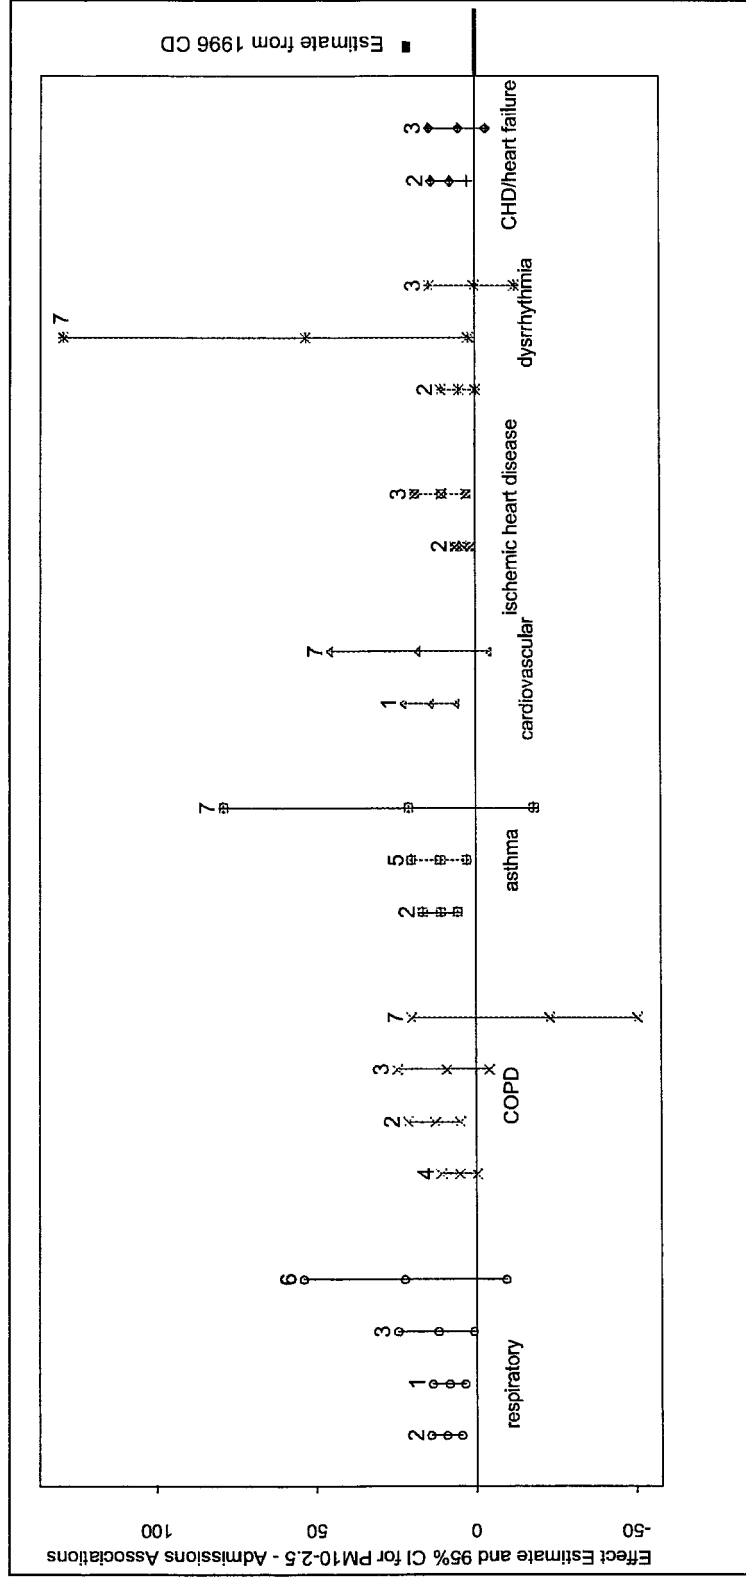 Estimate from 1996 CD
Effect Estimate and 95% CI for PM10-2.5 - Admissions Associations
100
50
0
-50
2
1
3
6
respiratory
4
2
3
7
COPD
2
5
7
asthma
1
7
cardiovascular
2
3
ischemic heart disease
2
7
3
dysrrhythmia
2
3
CHD/heart failure